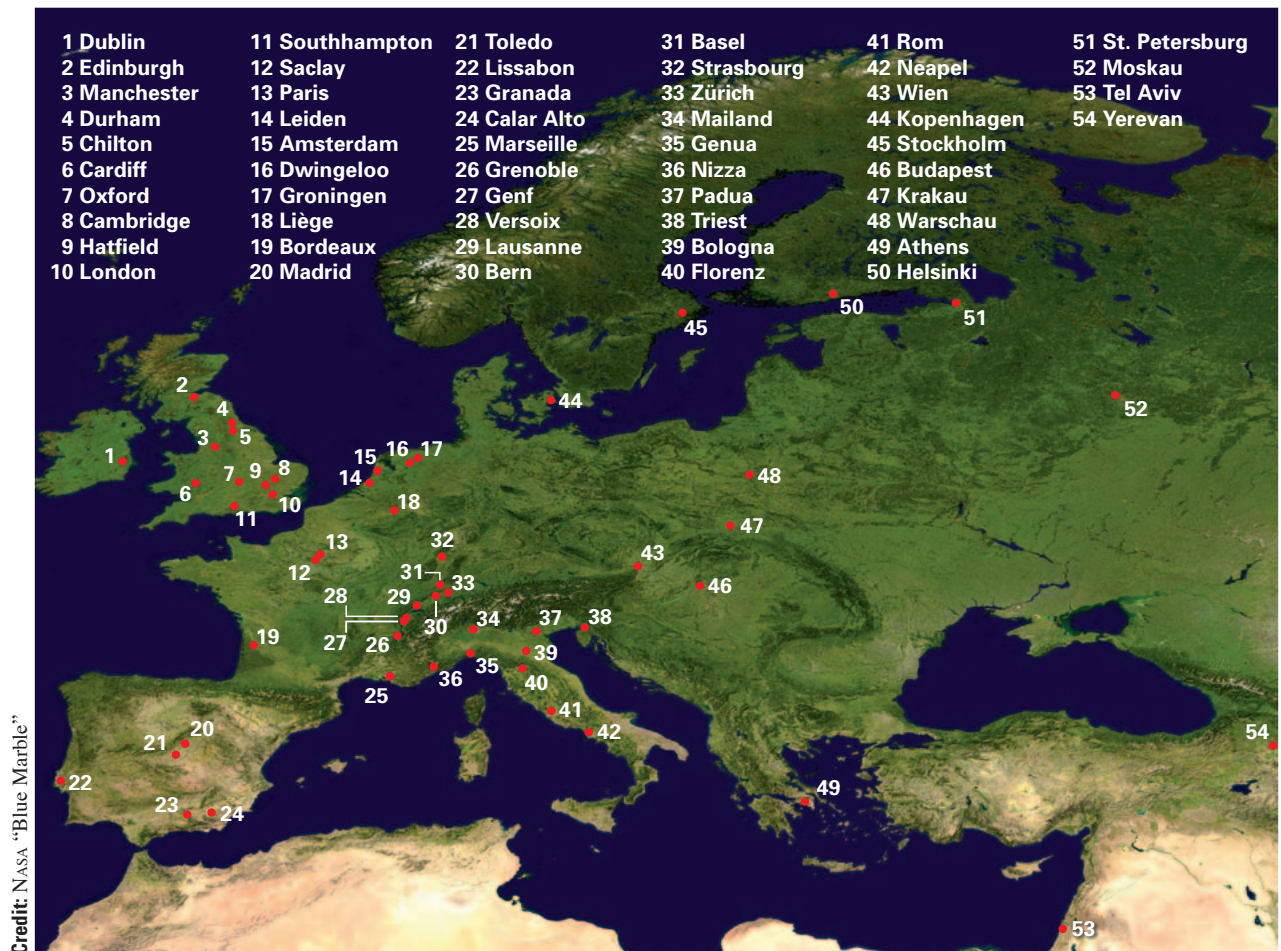 1 Dublin
2 Edinburgh
3 Manchester
4 Durham
5 Chilton
6 Cardiff
7 Oxford
8 Cambridge
9 Hatfield
10 London
11 Southhampton
12 Saclay
13 Paris
14 Leiden
15 Amsterdam
16 Dwingeloo
17 Groningen
18 Liège
19 Bordeaux
20 Madrid
21 Toledo
22 Lissabon
23 Granada
24 Calar Alto
25 Marseille
26 Grenoble
27 Genf
28 Versoix
29 Lausanne
30 Bern
31 Basel
32 Strasbourg
33 Zürich
34 Mailand
35 Genua
36 Nizza
37 Padua
38 Triest
39 Bologna
40 Florenz
41 Rom
42 Neapel
43 Wien
44 Kopenhagen
45 Stockholm
46 Budapest
47 Krakau
48 Warschau
49 Athens
50 Helsinki
51 St. Petersburg
52 Moskau
53 Tel Aviv
54 Yerevan
50
51
45
2
44
52
4
5
3
1
16
17
15
7
9
8
14
48
6
10
18
11
47
13
32
12
43
31
33
46
28
29
30
27
26
34
37
38
19
39
35
36
40
25
41
42
20
21
54
22
49
23
24
53
Credit: NASA “Blue Marble”